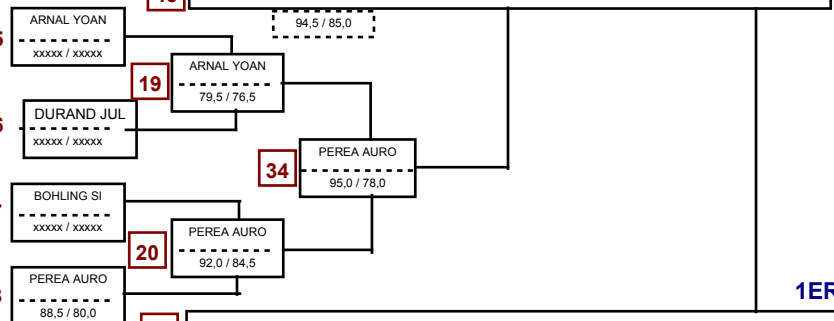 94,5 / 85,0
ARNAL YOAN
xxxxx / xxxxx
19
ARNAL YOAN
79,5 / 76,5
DURAND JUL
xxxxx / xxxxx
34
PEREA AURO
95,0 / 78,0
BOHLING SI
xxxxx / xxxxx
20
PEREA AURO
92,0 / 84,5
PEREA AURO
88,5 / 80,0
1ER